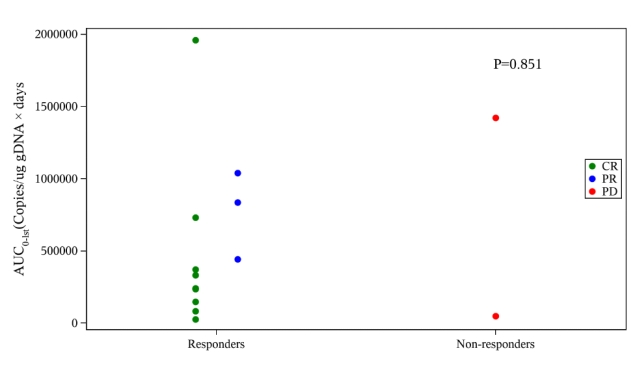 2000000
1500000
1000000
500000
0
AUC0-lst(Copies/ug gDNA × days
P=0.851
CR
PR
PD
Responders
Non-responders